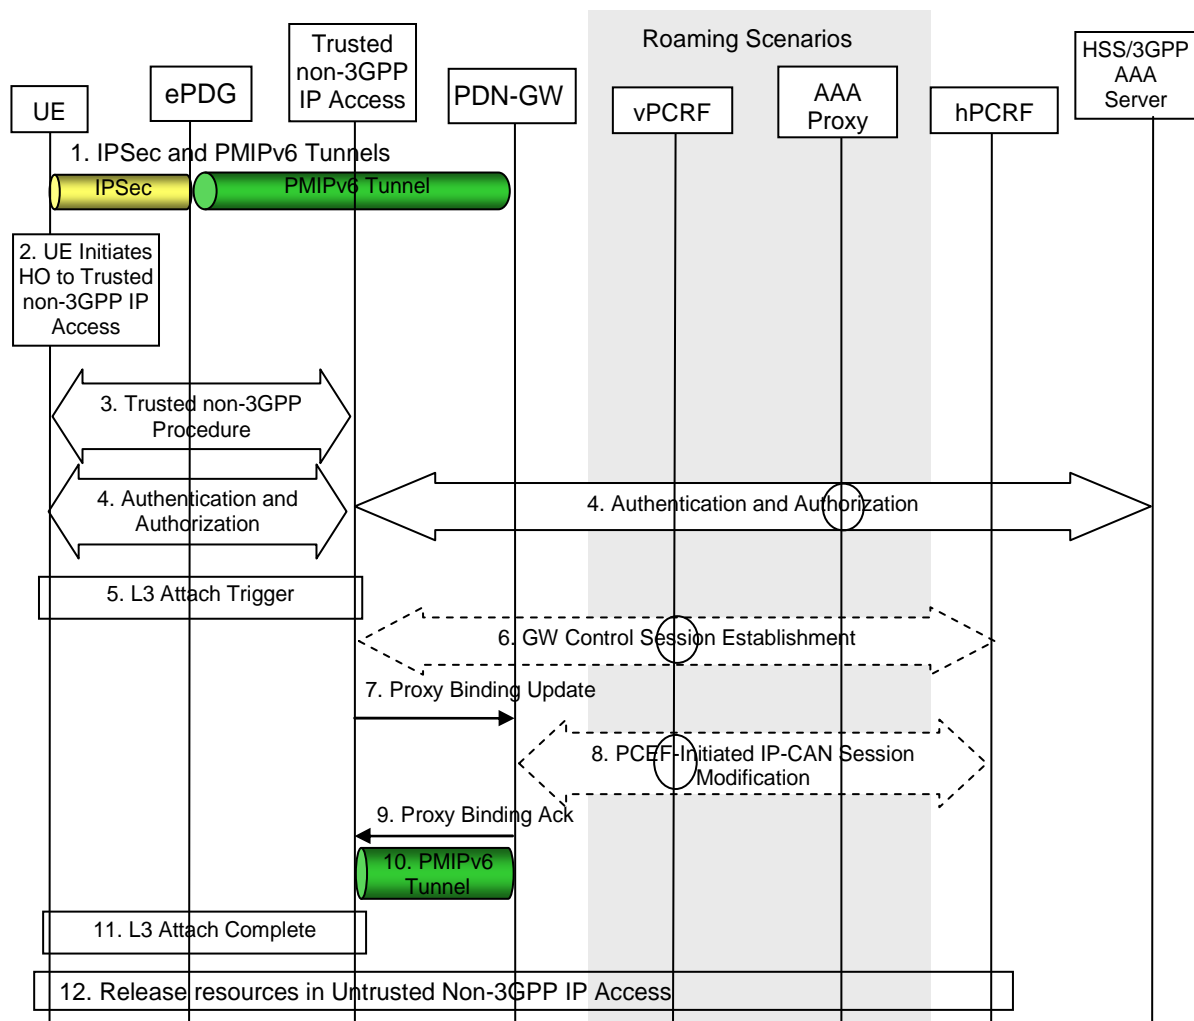 Roaming Scenarios
UE
ePDG
Trusted
non-3GPP
IP Access
PDN-GW
vPCRF
AAA
Proxy
hPCRF
HSS/3GPP
AAA
Server
1. IPSec and PMIPv6 Tunnels
IPSec
PMIPv6 Tunnel
2. UE Initiates
HO to Trusted
non-3GPP IP
Access
3. Trusted non-3GPP
Procedure
4. Authentication and
Authorization
4. Authentication and Authorization
5. L3 Attach Trigger
6. GW Control Session Establishment
7. Proxy Binding Update
8. PCEF-Initiated IP-CAN Session
Modification
9. Proxy Binding Ack
10. PMIPv6
Tunnel
11. L3 Attach Complete
12. Release resources in Untrusted Non-3GPP IP Access